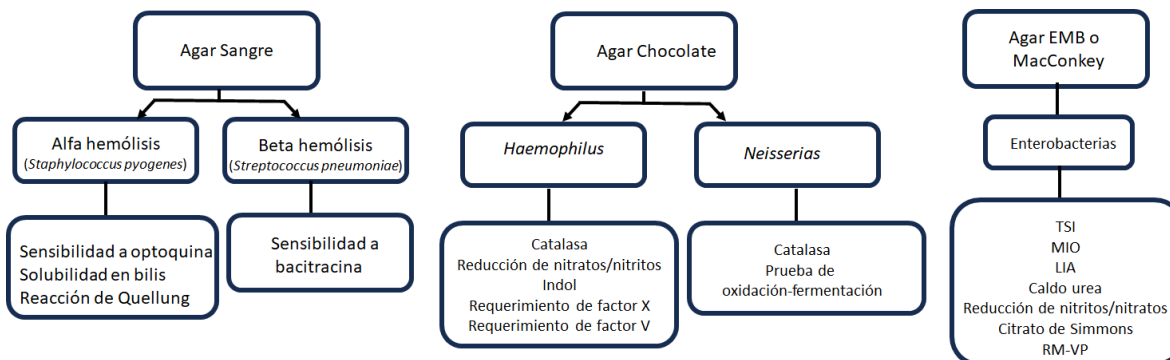 Agar Sangre
Alfa hemólisis
(Staphylococcus pyogenes)
Beta hemólisis
(Streptococcus pneumoniae)
Sensibilidad a optoquina
Solubilidad en bilis
Reacción de Quellung
Sensibilidad a
bacitracina
Agar Chocolate
Haemophilus
Neisserias
Catalasa
Reducción de nitratos/nitritos
Indol
Requerimiento de factor X
Requerimiento de factor V
Catalasa
Prueba de
oxidación-fermentación
Agar EMB o
MacConkey
Enterobacterias
TSI
MIO
LIA
Caldo urea
Reducción de nitritos/nitratos
Citrato de Simmons
RM-VP